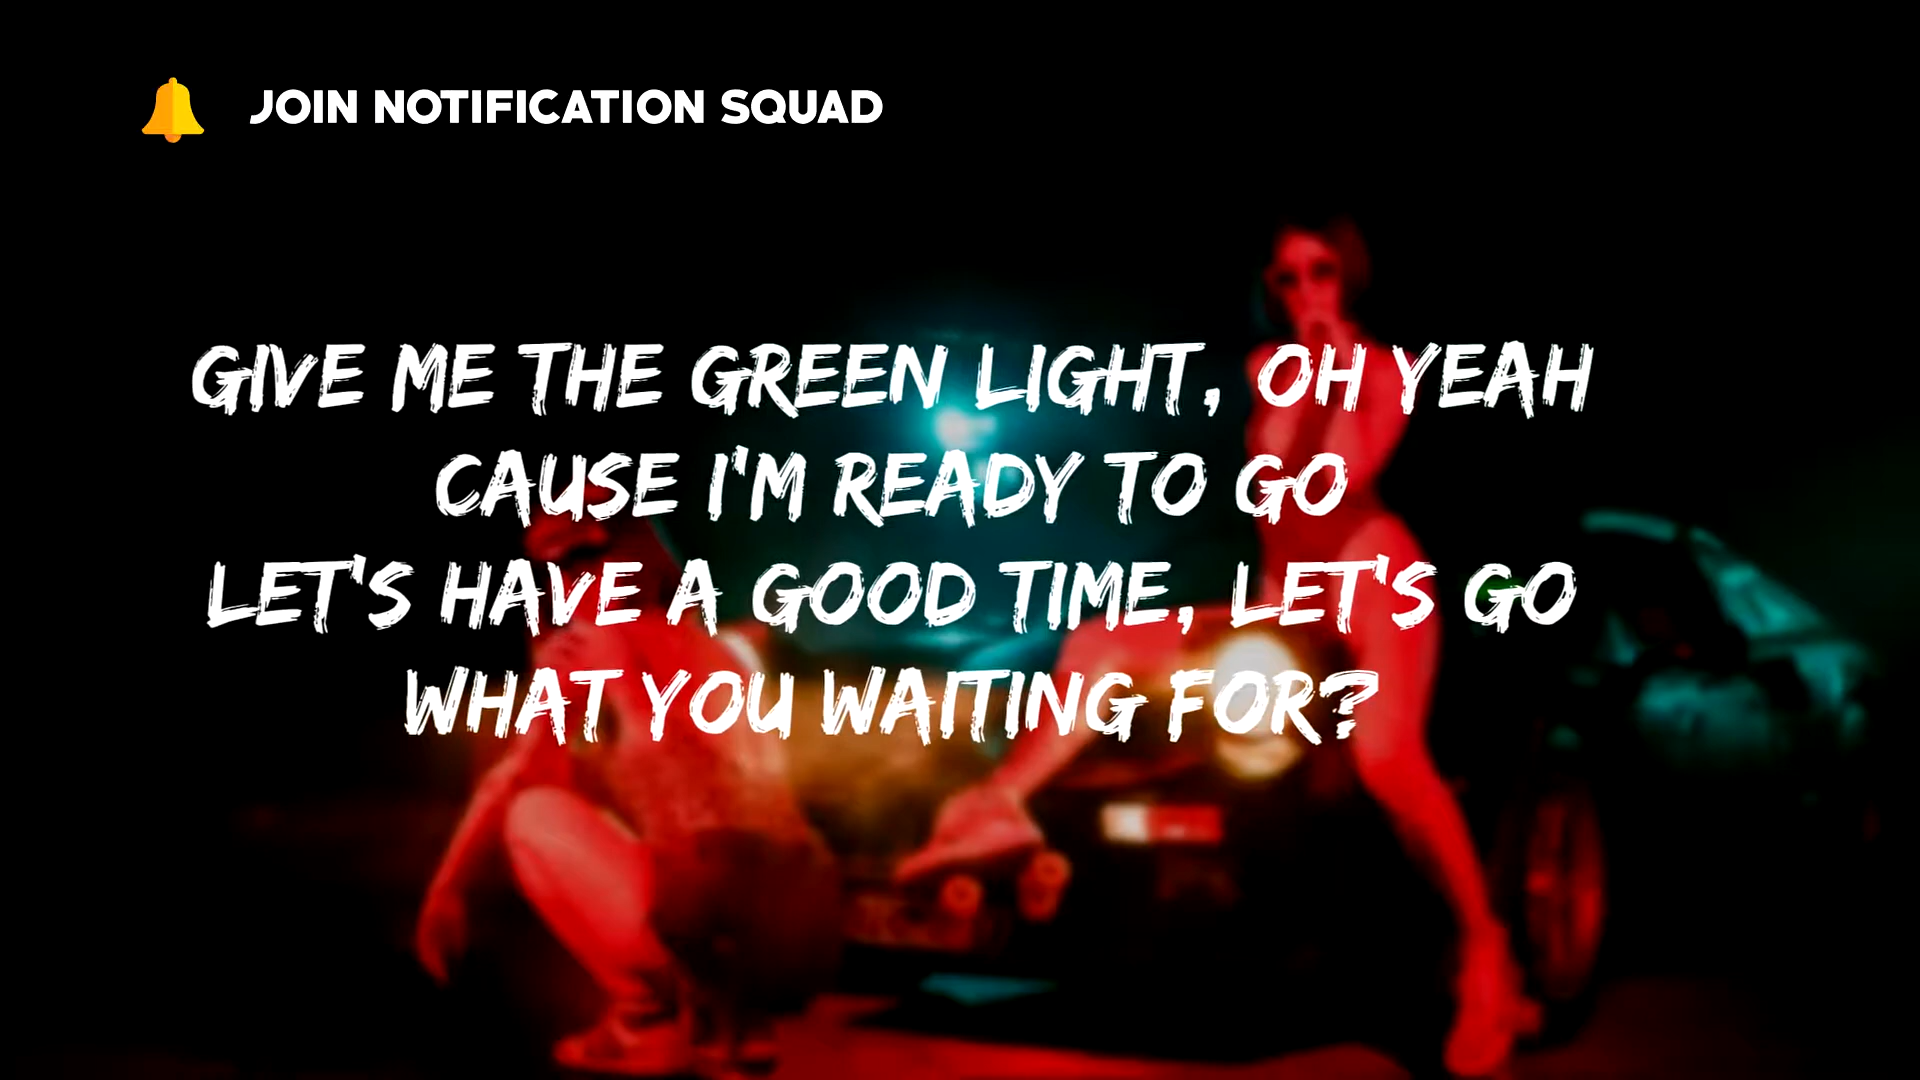 JOIN NOTIFICATION SQUAD
GIVE ME THE GREEN LIGHT, OH YEAH
CAUSE I'M READY TO GO
LET'S HAVE A GOOD TIME, LET'S GO
WHAT YOU WAITING FOR?